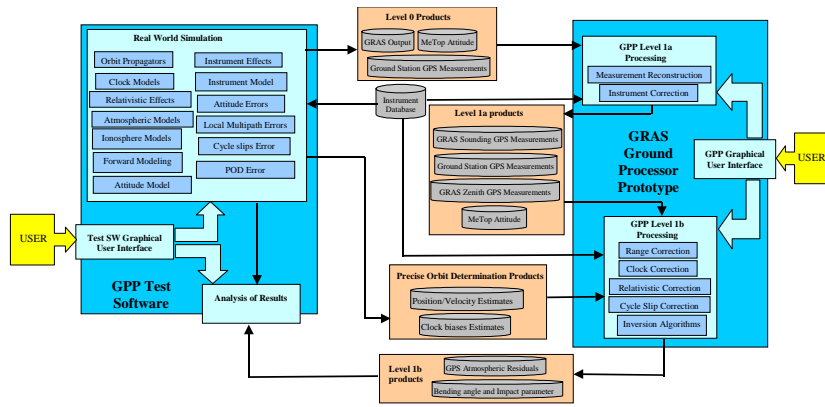 Real World Simulation
Orbit Propagators
Clock Models
Relativistic Effects
Atmospheric Models
Ionosphere Models
Forward Modeling
Attitude Model
Instrument Effects
Instrument Model
Attitude Errors
Local Multipath Errors
Cycle slips Error
POD Error
USER
Test SW Graphical
User Interface
GPP Test
Software
Analysis of Results
Level 0 Products
GRAS Output
MeTop Attitude
Ground Station GPS Measurements
Instrument
Database
Level 1a products
GRAS Sounding GPS Measurements
Ground Station GPS Measurements
GRAS Zenith GPS Measurements
MeTop Attitude
Precise Orbit Determination Products
Position/Velocity Estimates
Clock biases Estimates
Level 1b
products
GPS Atmospheric Residuals
Bending angle and Impact parameter
GPP Level 1a
Processing
Measurement Reconstruction
Instrument Correction
GRAS
Ground
Processor
Prototype
GPP Graphical
User Interface
USER
GPP Level 1b
Processing
Range Correction
Clock Correction
Relativistic Correction
Cycle Slip Correction
Inversion Algorithms